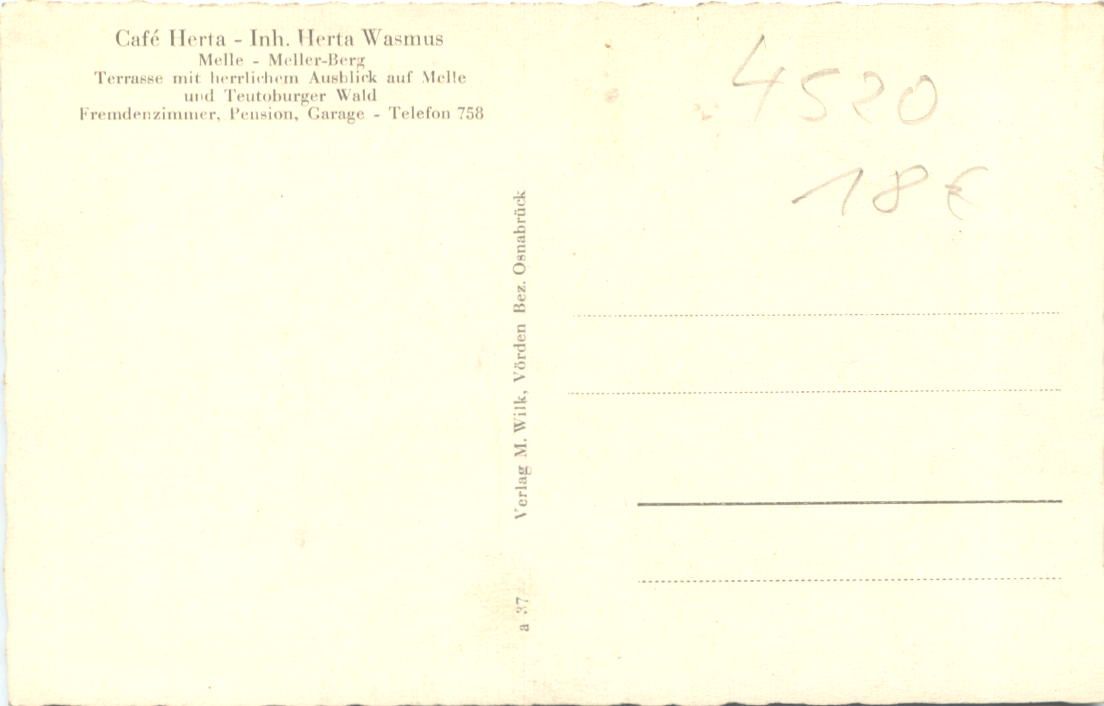 Café Herta - Inh. Herta Wasmus
Melle - Meller-Berg
Terrasse mit herrlichem Ausblick auf Melle
und Teutoburger Wald
Fremdenzimmer, Pension, Garage - Telefon 758
Verlag M. Wilk, Vörden Bez. Osnabrück
a 37
4520
18€